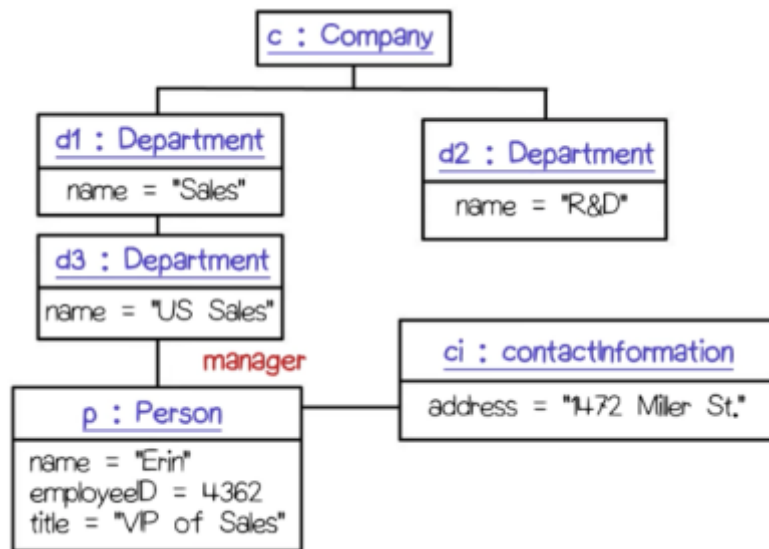 c : Company
d1 : Department
name = "Sales"
d2 : Department
name = "R&D"
d3 : Department
name = "US Sales"
manager
ci : contactInformation
address = "1472 Miller St."
p : Person
name = "Erin"
employeeID = 4362
title = "VIP of Sales"